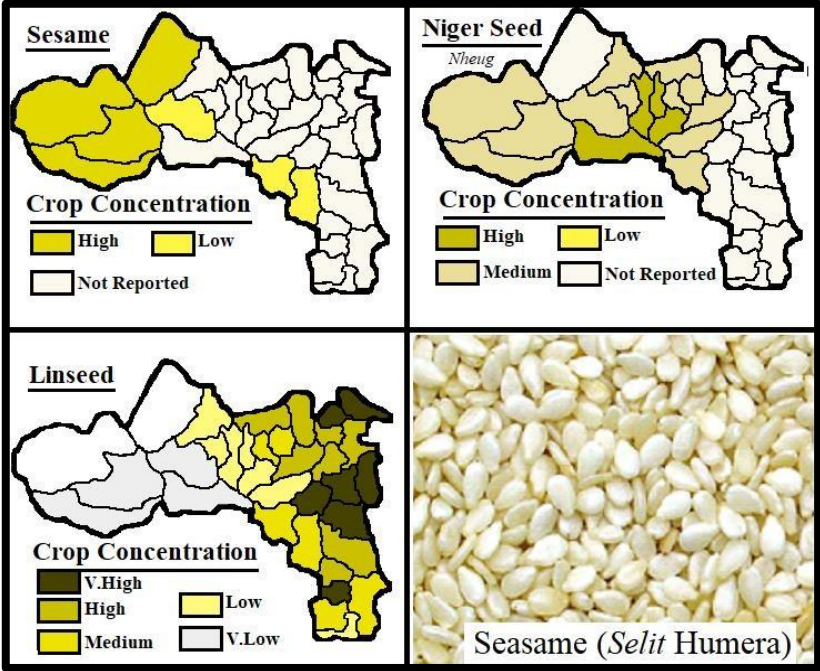 Sesame
Crop Concentration
High
Low
Not Reported
Niger Seed
Nheug
Crop Concentration
High
Low
Medium
Not Reported
Linseed
Crop Concentration
V.High
High
Low
Medium
V.Low
Seasame (Selit Humera)